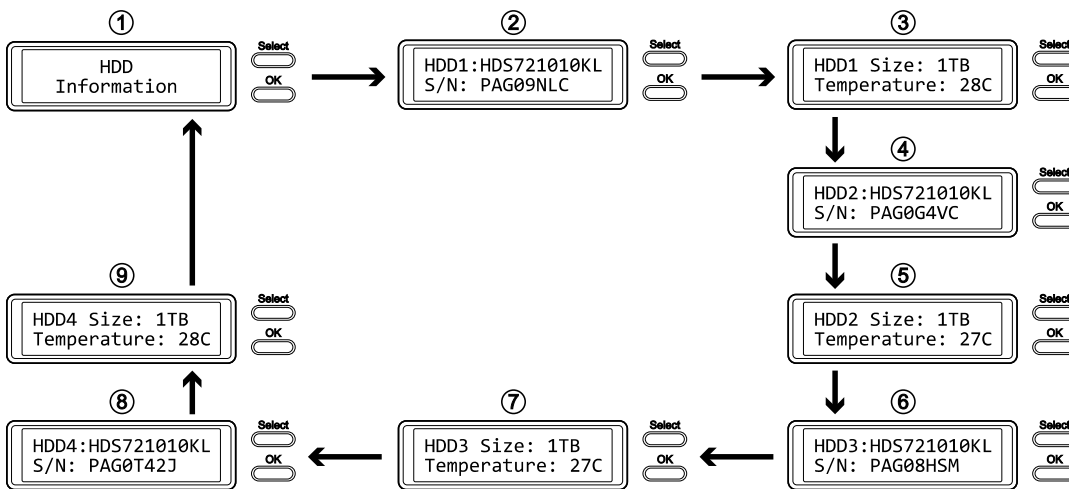 ①
HDD
Information
Select
OK
②
HDD1:HDS721010KL
S/N: PAG09NLC
Select
OK
③
HDD1 Size: 1TB
Temperature: 28C
Select
OK
④
HDD2:HDS721010KL
S/N: PAG0G4VC
Select
OK
⑤
HDD2 Size: 1TB
Temperature: 27C
Select
OK
⑥
HDD3:HDS721010KL
S/N: PAG08HSM
Select
OK
⑦
HDD3 Size: 1TB
Temperature: 27C
Select
OK
⑧
HDD4:HDS721010KL
S/N: PAG0T42J
Select
OK
⑨
HDD4 Size: 1TB
Temperature: 28C
Select
OK